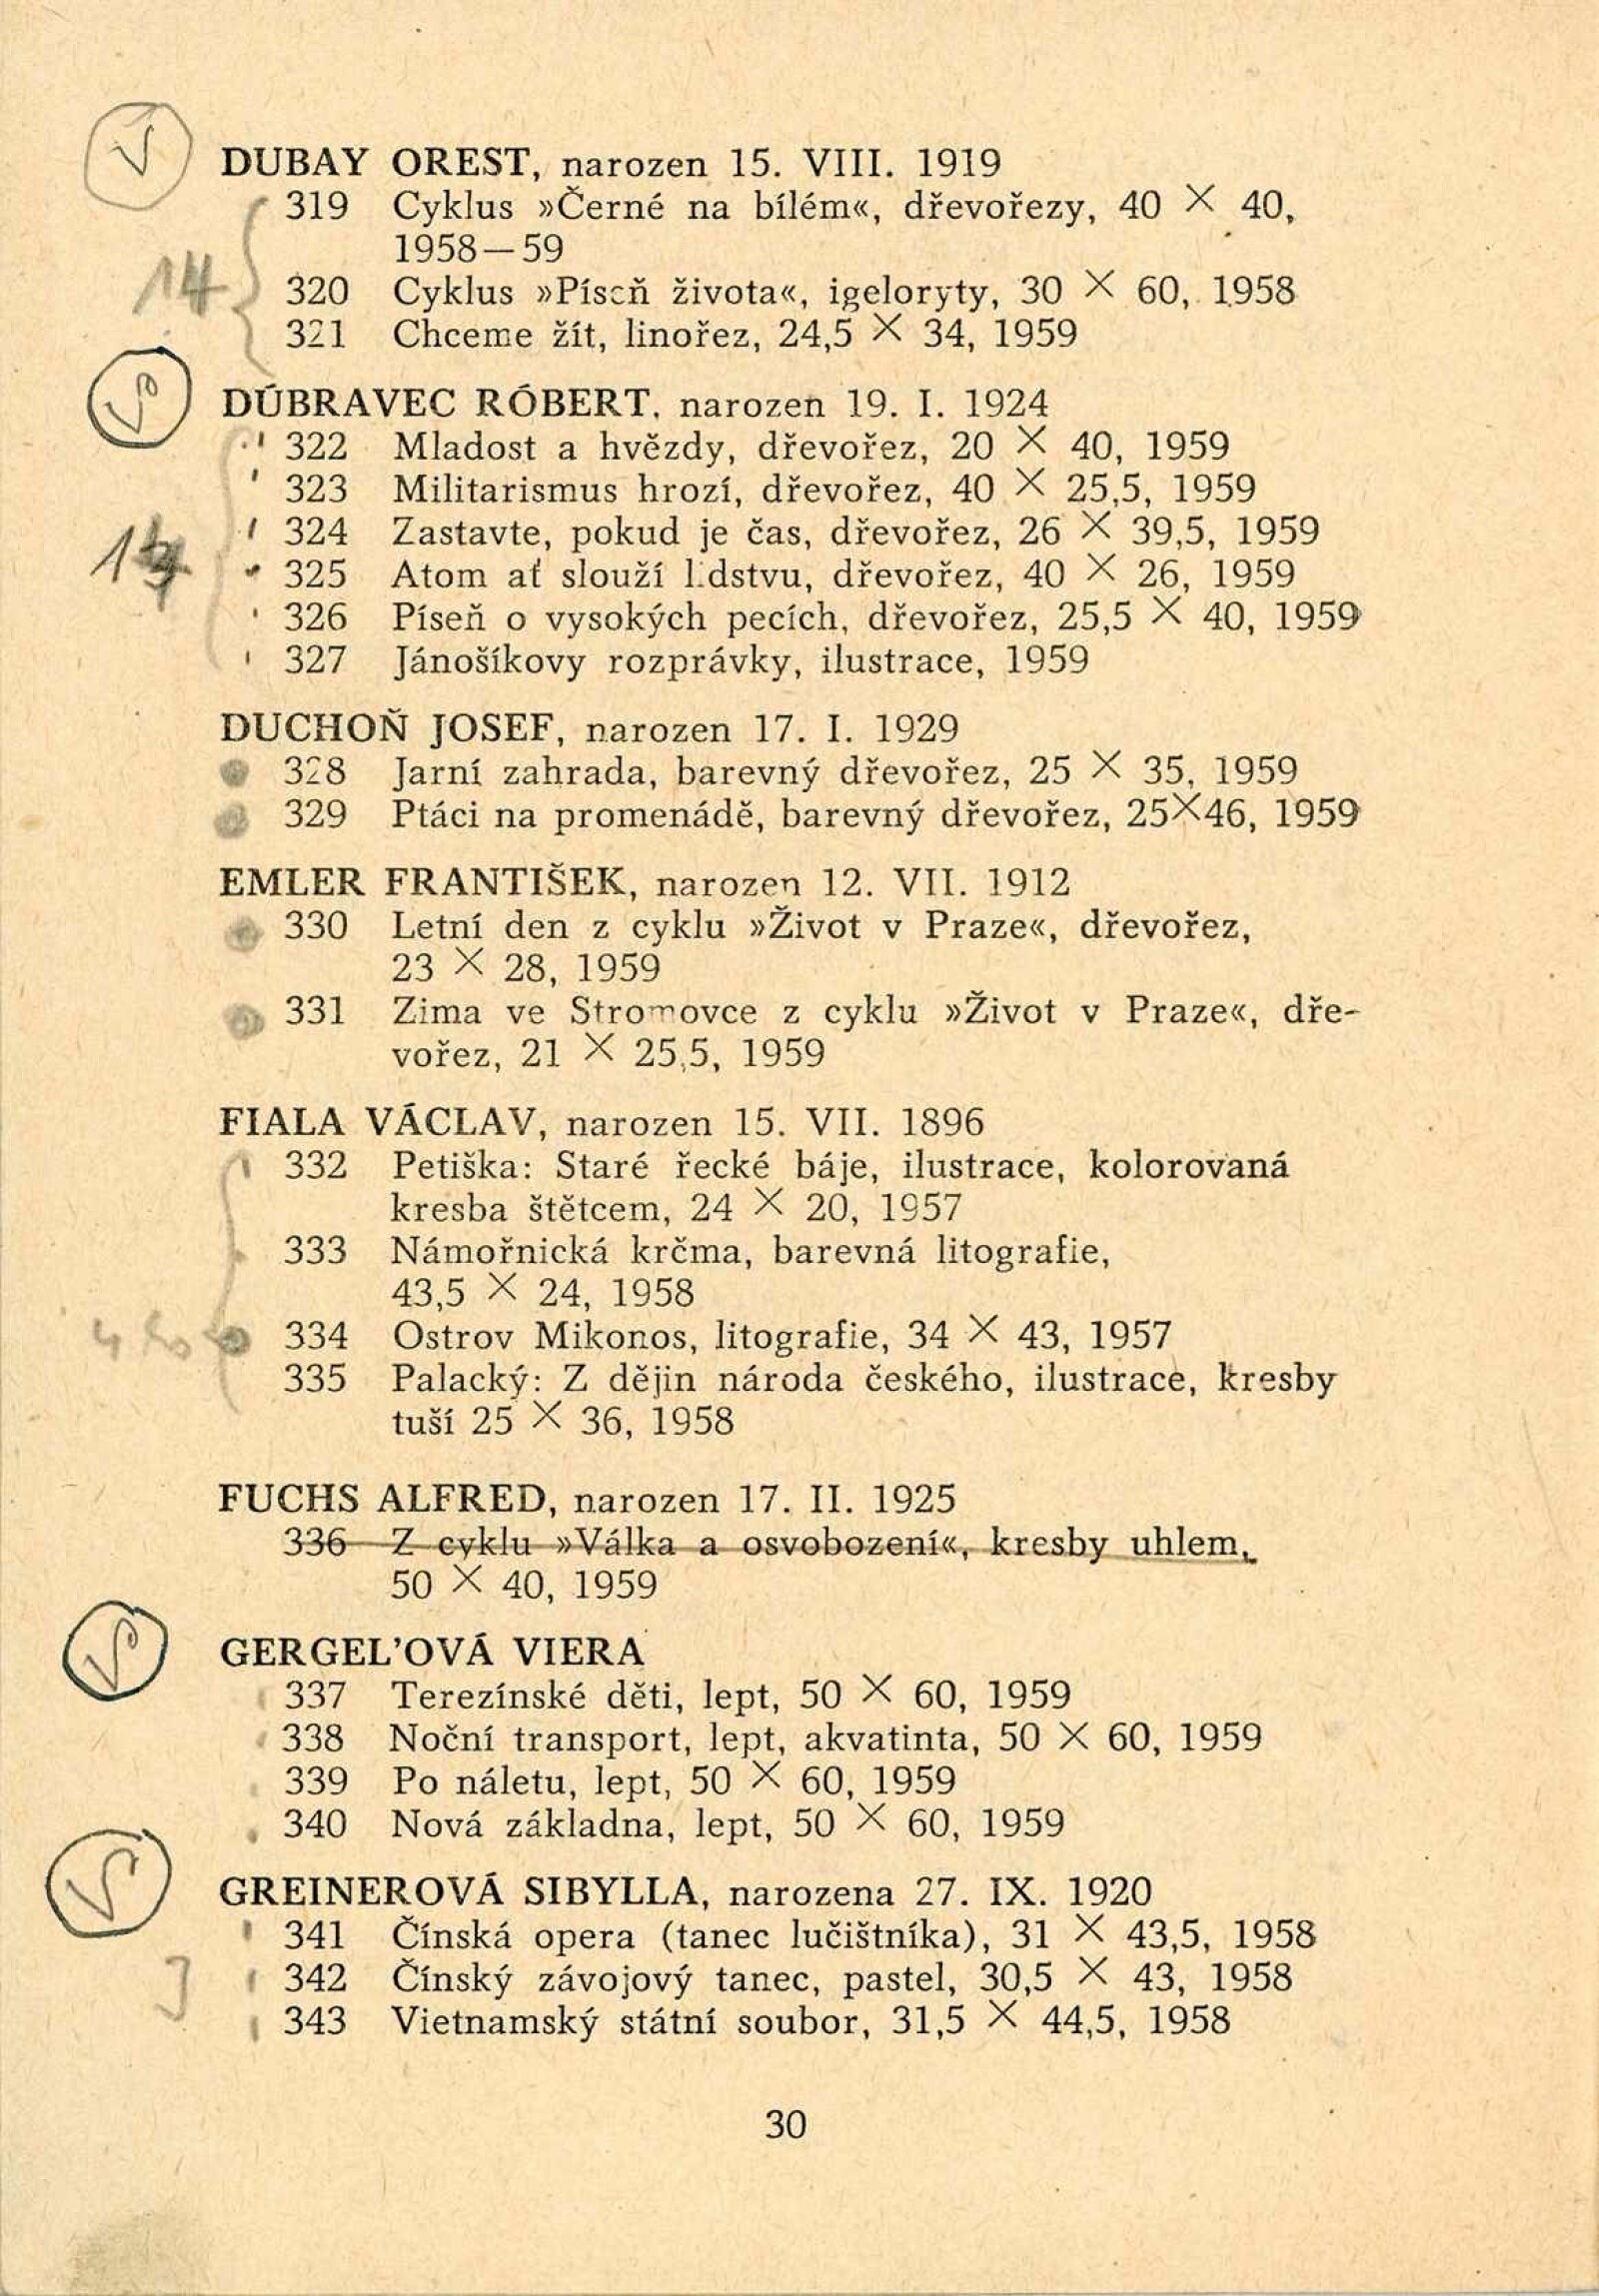 DUBAY OREST, narozen 15. VIII. 1919
319 Cyklus »Černé na bílém«, dřevořezy, 40 × 40,
1958—59
14
320 Cyklus »Píseň života«, igeloryty, 30 × 60, 1958
321 Chceme žít, linořez, 24,5 × 34, 1959
DÚBRAVEC RÓBERT, narozen 19. I. 1924
322 Mladost a hvězdy, dřevořez, 20 × 40, 1959
323 Militarismus hrozí, dřevořez, 40 × 25,5, 1959
324 Zastavte, pokud je čas, dřevořez, 26 × 39,5, 1959
325 Atom ať slouží lidstvu, dřevořez, 40 × 26, 1959
326 Píseň o vysokých pecích, dřevořez, 25,5 × 40, 1959
327 Jánošíkovy rozprávky, ilustrace, 1959
DUCHOŇ JOSEF, narozen 17. I. 1929
328 Jarní zahrada, barevný dřevořez, 25 × 35, 1959
329 Ptáci na promenádě, barevný dřevořez, 25×46, 1959
EMLER FRANTIŠEK, narozen 12. VII. 1912
330 Letní den z cyklu »Život v Praze«, dřevořez,
23 × 28, 1959
331 Zima ve Stromovce z cyklu »Život v Praze«, dře-
vořez, 21 × 25,5, 1959
FIALA VÁCLAV, narozen 15. VII. 1896
332 Petiška: Staré řecké báje, ilustrace, kolorovaná
kresba štětcem, 24 × 20, 1957
333 Námořnická krčma, barevná litografie,
43,5 × 24, 1958
334 Ostrov Mikonos, litografie, 34 × 43, 1957
335 Palacký: Z dějin národa českého, ilustrace, kresby
tuší 25 × 36, 1958
FUCHS ALFRED, narozen 17. II. 1925
336 Z cyklu »Válka a osvobození«, kresby uhlem,
50 × 40, 1959
GERGEL'OVÁ VIERA
337 Terezínské děti, lept, 50 × 60, 1959
338 Noční transport, lept, akvatinta, 50 × 60, 1959
339 Po náletu, lept, 50 × 60, 1959
340 Nová základna, lept, 50 × 60, 1959
GREINEROVÁ SIBYLLA, narozena 27. IX. 1920
341 Čínská opera (tanec lučištníka), 31 × 43,5, 1958
342 Čínský závojový tanec, pastel, 30,5 × 43, 1958
343 Vietnamský státní soubor, 31,5 × 44,5, 1958
30